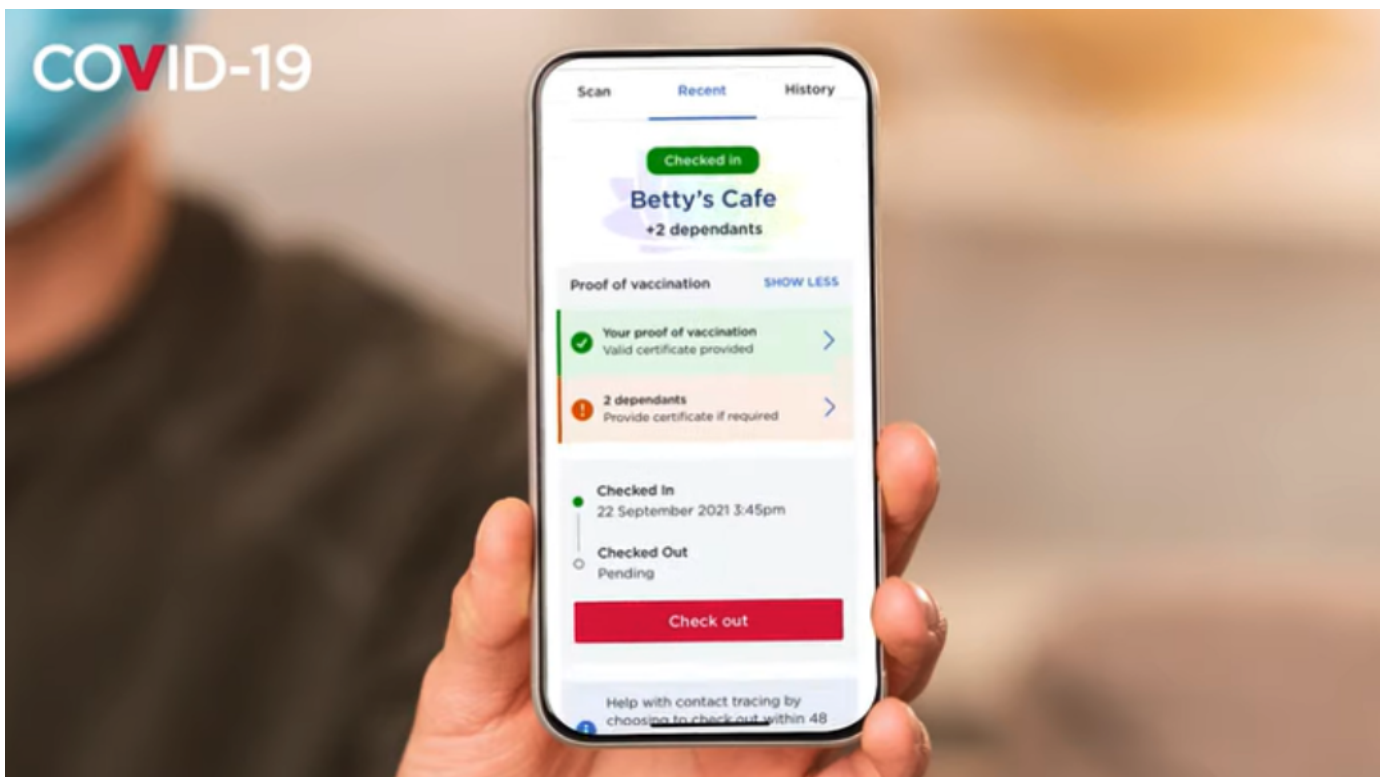 COVID-19
Scan Recent History
Checked in
Betty's Cafe
+2 dependants
Proof of vaccination SHOW LESS
Your proof of vaccination
Valid certificate provided
2 dependants
Provide certificate if required
Checked In
22 September 2021 3:45pm
Checked Out
Pending
Check out
Help with contact tracing by
choosing to check out within 48